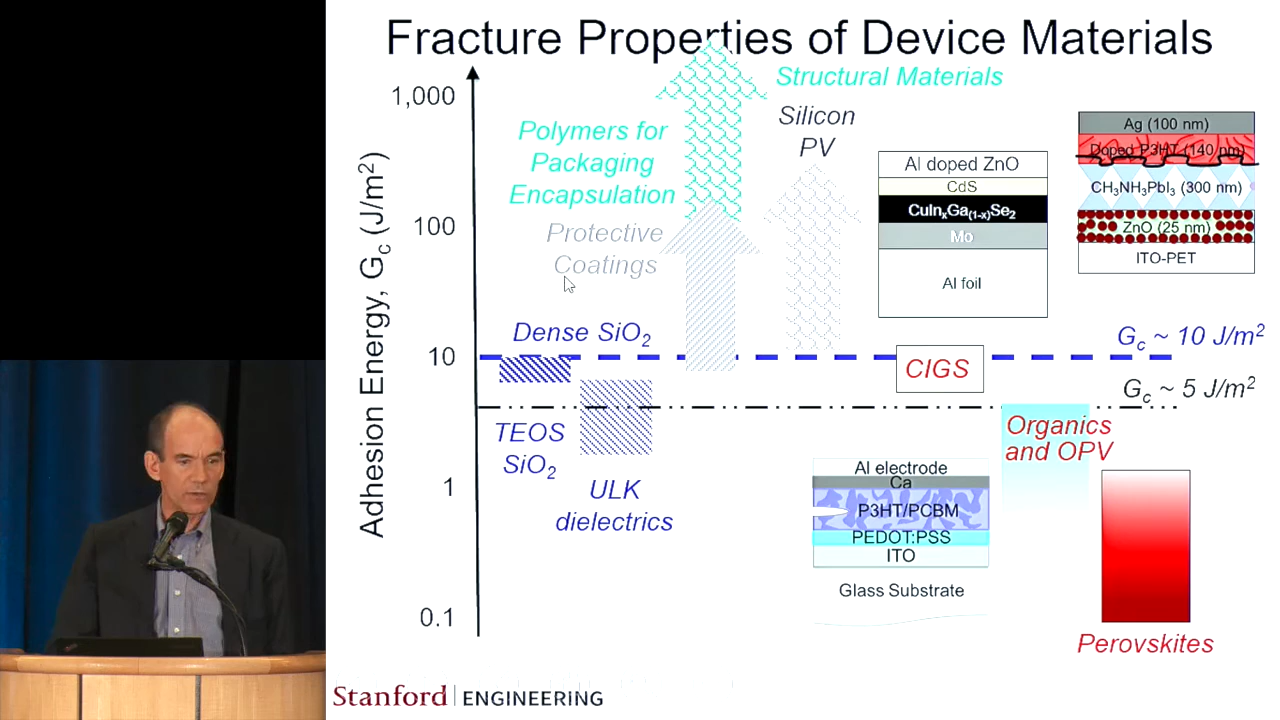 Fracture Properties of Device Materials
Structural Materials
1,000
Silicon
PV
Polymers for
Packaging
Encapsulation
Protective
Coatings
Adhesion Energy, G_c (J/m²)
100
Al doped ZnO
CdS
CuInₓGa₍₁₋ₓ₎Se₂
Mo
Al foil
Ag (100 nm)
Doped P3HT (140 nm)
CH₃NH₃PbI₃ (300 nm)
ZnO (25 nm)
ITO-PET
Dense SiO₂
10
G_c ~ 10 J/m²
CIGS
G_c ~ 5 J/m²
TEOS
SiO₂
Organics
and OPV
1
ULK
dielectrics
Al electrode
Ca
P3HT/PCBM
PEDOT:PSS
ITO
Glass Substrate
0.1
Perovskites
Stanford ENGINEERING